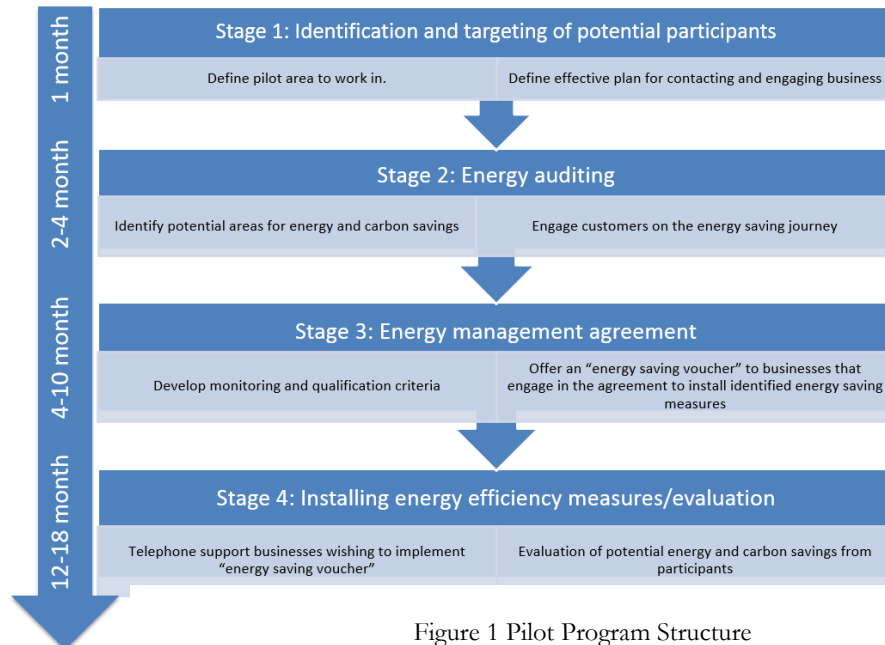 1 month
Stage 1: Identification and targeting of potential participants
Define pilot area to work in.
Define effective plan for contacting and engaging business
2-4 month
Stage 2: Energy auditing
Identify potential areas for energy and carbon savings
Engage customers on the energy saving journey
4-10 month
Stage 3: Energy management agreement
Develop monitoring and qualification criteria
Offer an “energy saving voucher” to businesses that
engage in the agreement to install identified energy saving
measures
12-18 month
Stage 4: Installing energy efficiency measures/evaluation
Telephone support businesses wishing to implement
“energy saving voucher”
Evaluation of potential energy and carbon savings from
participants
Figure 1 Pilot Program Structure